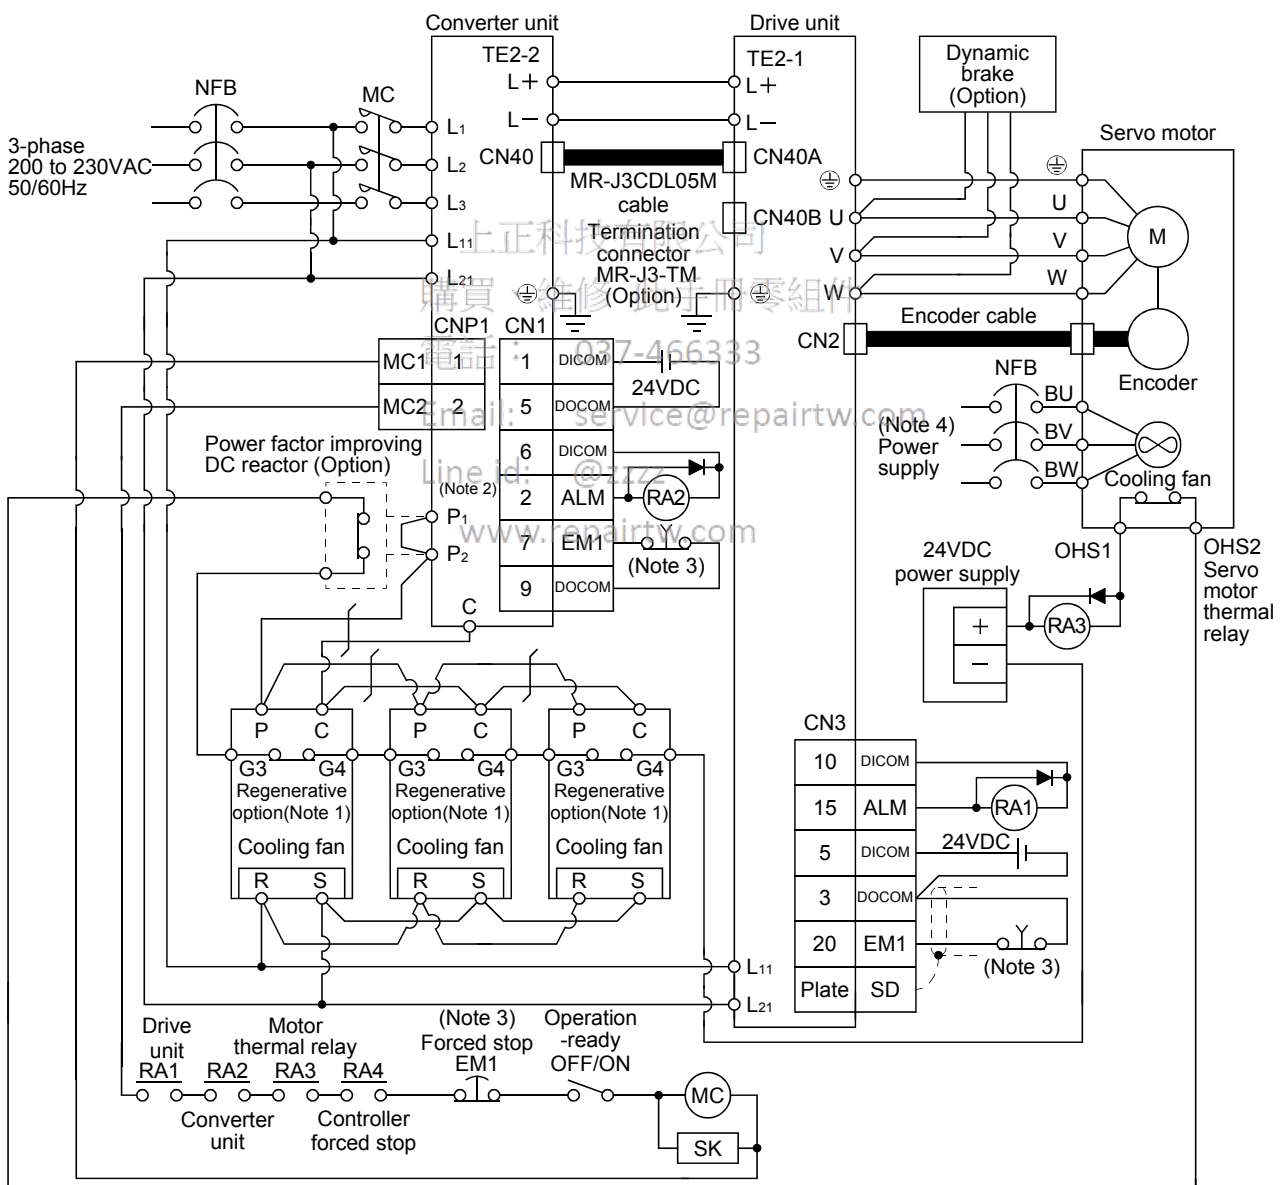 Converter unit
Drive unit
TE2-2
TE2-1
Dynamic
brake
(Option)
NFB
MC
L+
L+
L1
L−
L−
3-phase
200 to 230VAC
50/60Hz
Servo motor
CN40
CN40A
L2
MR-J3CDL05M
cable
L3
CN40B
U
U
M
上正科技有限公司
Termination
connector
MR-J3-TM
(Option)
L11
V
V
L21
W
W
購買、維修 此手冊零組件
CNP1
CN1
CN2
Encoder cable
MC1
1
1
DICOM
電話： 037-466333
24VDC
NFB
Encoder
MC2
2
5
DOCOM
BU
Email: service@repairtw.com
(Note 4)
Power
supply
BV
BW
Cooling fan
Power factor improving
DC reactor (Option)
6
DICOM
Line id: @zzzz
(Note 2)
2
ALM
RA2
P1
www.repairtw.com
7
EM1
(Note 3)
P2
9
DOCOM
C
24VDC
power supply
OHS1
OHS2
Servo
motor
thermal
relay
+
RA3
−
P
C
P
C
P
C
CN3
G3
G4
G3
G4
G3
G4
10
DICOM
Regenerative
option(Note 1)
Regenerative
option(Note 1)
Regenerative
option(Note 1)
15
ALM
RA1
Cooling fan
Cooling fan
Cooling fan
5
DICOM
24VDC
R
S
R
S
R
S
3
DOCOM
20
EM1
(Note 3)
L11
Plate
SD
L21
Drive
unit
RA1
RA2
Motor
thermal relay
RA3
RA4
(Note 3)
Forced stop
EM1
Operation
-ready
OFF/ON
MC
Converter
unit
Controller
forced stop
SK